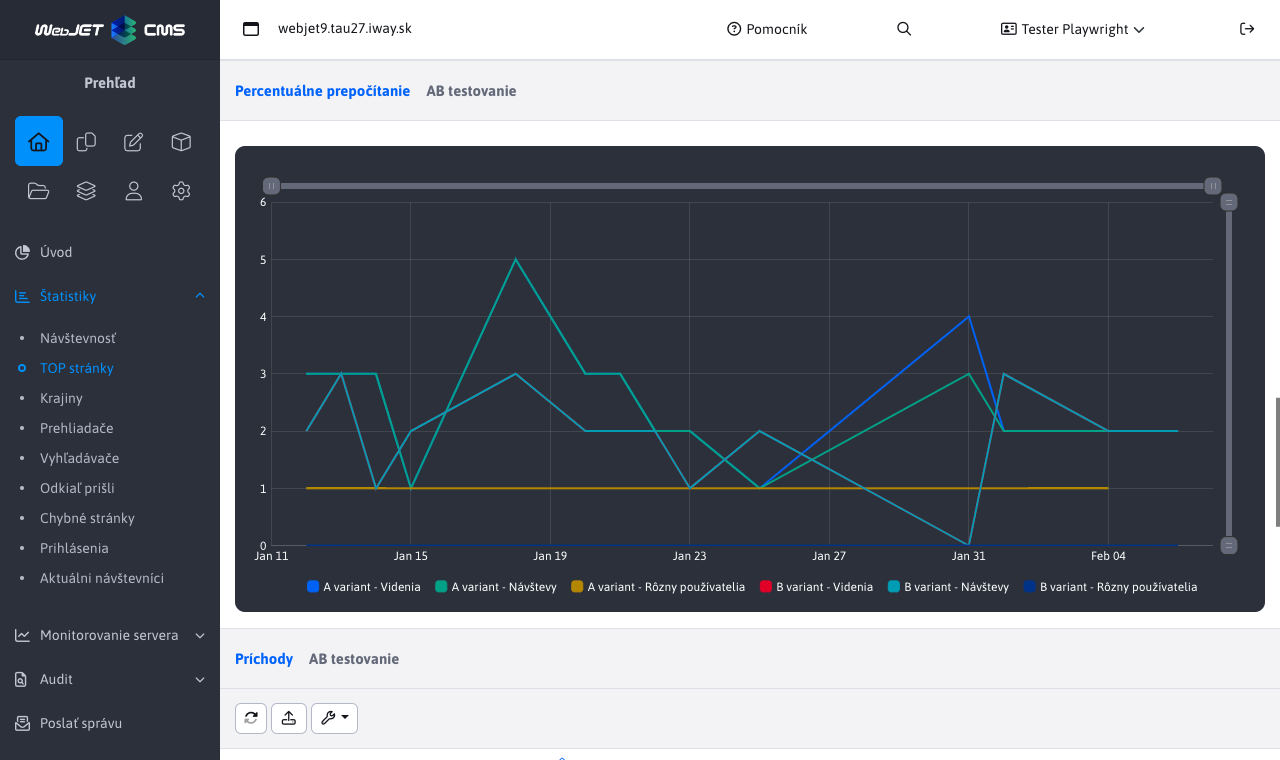 WebJET CMS
webjet9.tau27.iway.sk
Pomocník
Tester Playwright
Prehľad
Úvod
Štatistiky
Návštevnosť
TOP stránky
Krajiny
Prehliadače
Vyhľadávače
Odkiaľ prišli
Chybné stránky
Prihlásenia
Aktuálni návštevníci
Monitorovanie servera
Audit
Poslať správu
Percentuálne prepočítanie AB testovanie
6
5
4
3
2
1
0
Jan 11 Jan 15 Jan 19 Jan 23 Jan 27 Jan 31 Feb 04
A variant - Videnia A variant - Návštevy A variant - Rôzny používatelia B variant - Videnia B variant - Návštevy B variant - Rôzny používatelia
Príchody AB testovanie